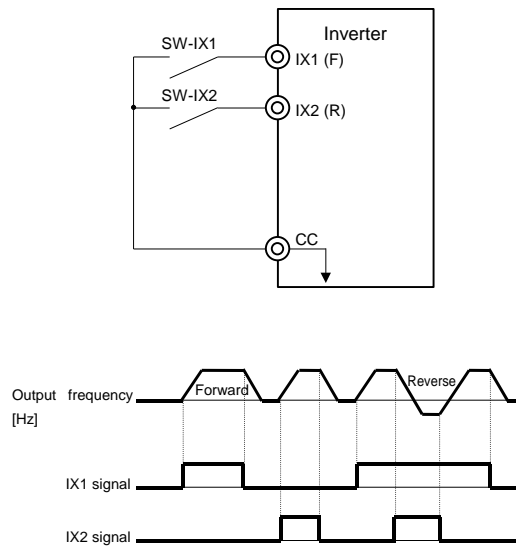 Inverter
SW-IX1
IX1 (F)
SW-IX2
IX2 (R)
CC
Output frequency
[Hz]
Forward
Reverse
IX1 signal
IX2 signal